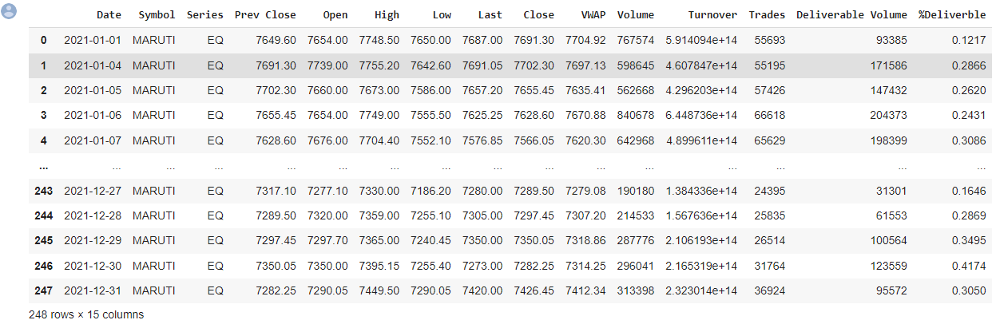 Date Symbol Series Prev Close Open High Low Last Close VWAP Volume Turnover Trades Deliverable Volume %Deliverble
0 2021-01-01 MARUTI EQ 7649.60 7654.00 7748.50 7650.00 7687.00 7691.30 7704.92 767574 5.914094e+14 55693 93385 0.1217
1 2021-01-04 MARUTI EQ 7691.30 7739.00 7755.20 7642.60 7691.05 7702.30 7697.13 598645 4.607847e+14 55195 171586 0.2866
2 2021-01-05 MARUTI EQ 7702.30 7660.00 7673.00 7586.00 7657.20 7655.45 7635.41 562668 4.296203e+14 57426 147432 0.2620
3 2021-01-06 MARUTI EQ 7655.45 7654.00 7749.00 7555.50 7625.25 7628.60 7670.88 840678 6.448736e+14 66618 204373 0.2431
4 2021-01-07 MARUTI EQ 7628.60 7676.00 7704.40 7552.10 7576.85 7566.05 7620.30 642968 4.899611e+14 65629 198399 0.3086
... ... ... ... ... ... ... ... ... ... ... ... ... ... ... ...
243 2021-12-27 MARUTI EQ 7317.10 7277.10 7330.00 7186.20 7280.00 7289.50 7279.08 190180 1.384336e+14 24395 31301 0.1646
244 2021-12-28 MARUTI EQ 7289.50 7320.00 7359.00 7255.10 7305.00 7297.45 7307.20 214533 1.567636e+14 25835 61553 0.2869
245 2021-12-29 MARUTI EQ 7297.45 7297.70 7365.00 7240.45 7350.00 7350.05 7318.86 287776 2.106193e+14 26514 100564 0.3495
246 2021-12-30 MARUTI EQ 7350.05 7350.00 7395.15 7255.40 7273.00 7282.25 7314.25 296041 2.165319e+14 31764 123559 0.4174
247 2021-12-31 MARUTI EQ 7282.25 7290.05 7449.50 7290.05 7420.00 7426.45 7412.34 313398 2.323014e+14 36924 95572 0.3050
248 rows × 15 columns